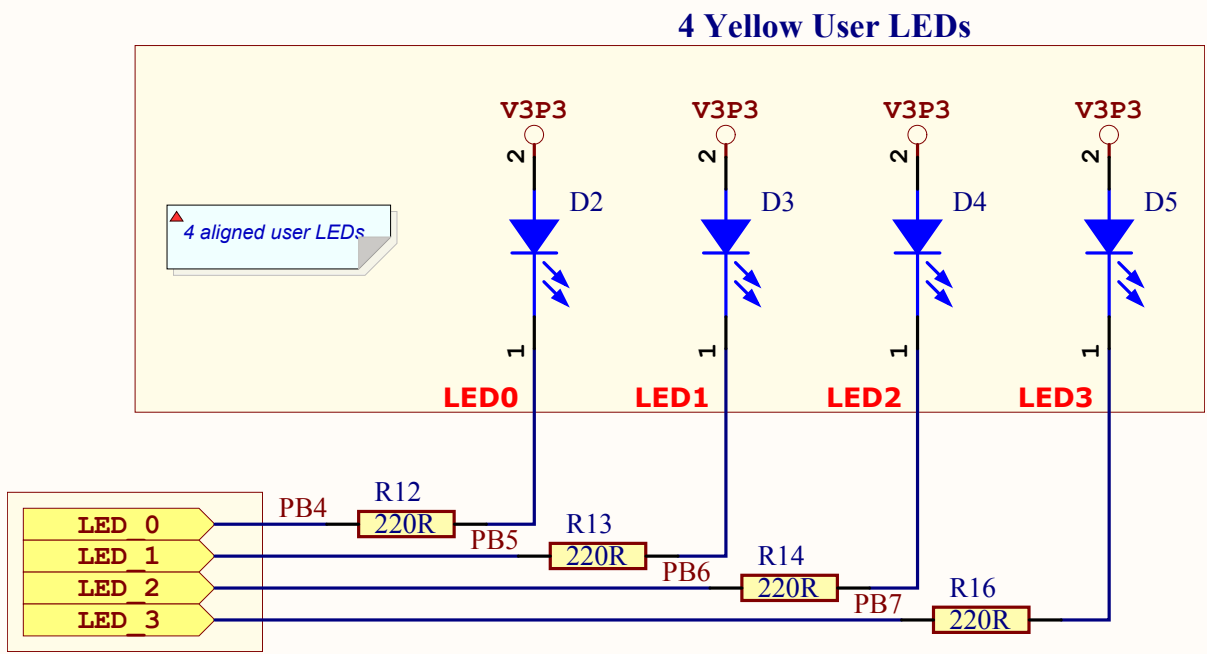 4 Yellow User LEDs
V3P3 V3P3 V3P3 V3P3
2 2 2 2
D2 D3 D4 D5
4 aligned user LEDs
1 1 1 1
LED0 LED1 LED2 LED3
LED_0 PB4 R12 220R
LED_1 PB5 R13 220R
LED_2 PB6 R14 220R
LED_3 PB7 R16 220R